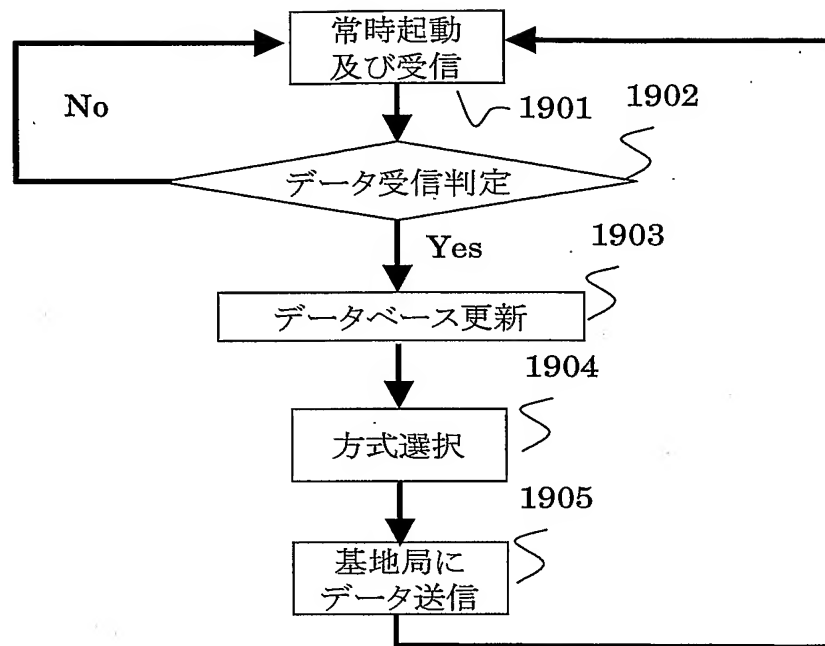 常時起動
及び受信
No
1901
1902
データ受信判定
Yes
1903
データベース更新
1904
方式選択
1905
基地局に
データ送信